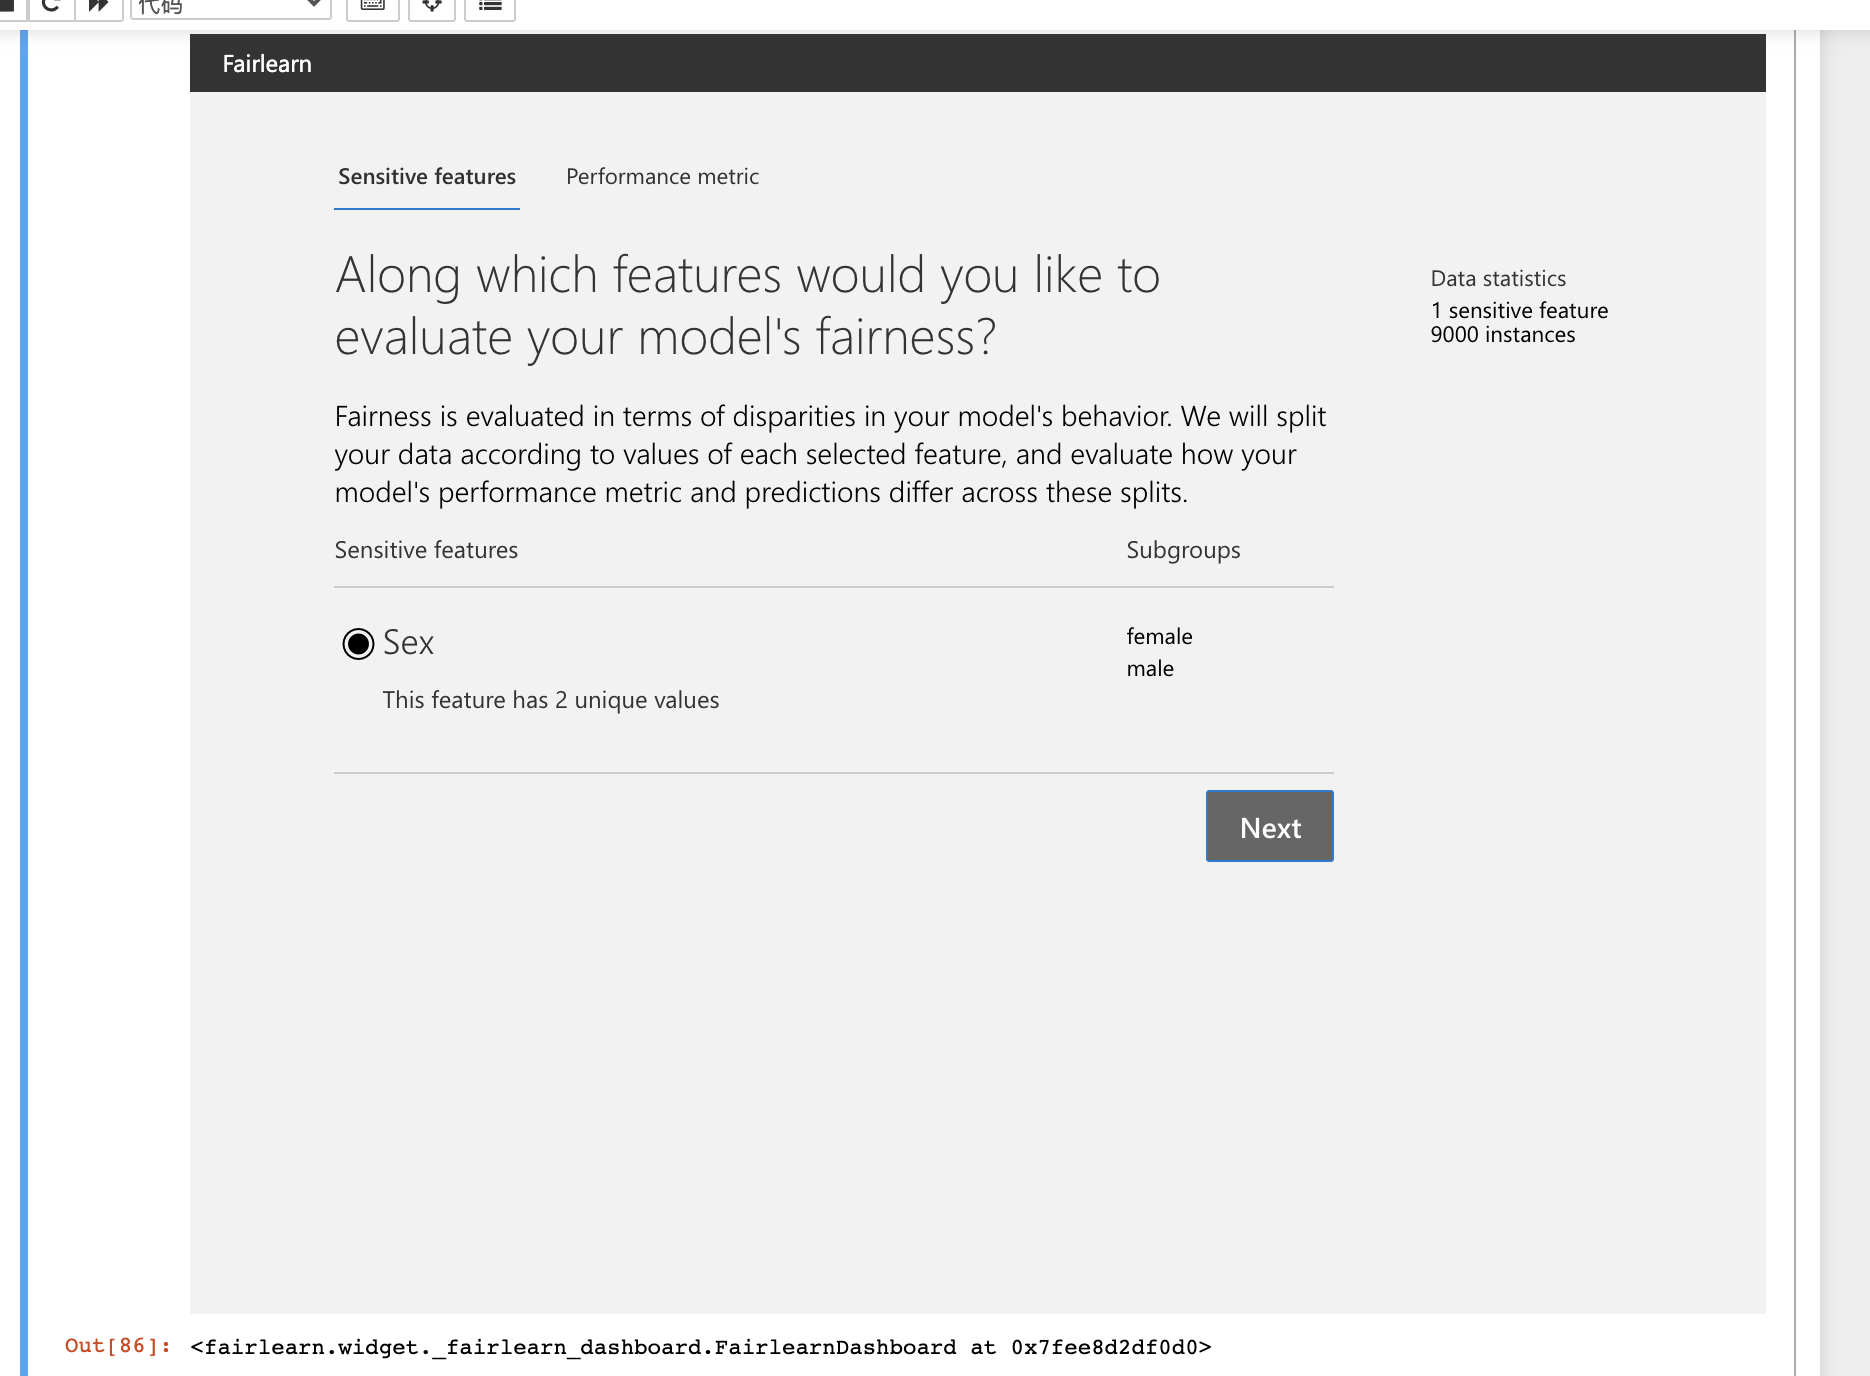 代码
Fairlearn
Sensitive features
Performance metric
Along which features would you like to
evaluate your model's fairness?
Data statistics
1 sensitive feature
9000 instances
Fairness is evaluated in terms of disparities in your model's behavior. We will split
your data according to values of each selected feature, and evaluate how your
model's performance metric and predictions differ across these splits.
Sensitive features
Subgroups
Sex
This feature has 2 unique values
female
male
Next
Out[86]: <fairlearn.widget._fairlearn_dashboard.FairlearnDashboard at 0x7fee8d2df0d0>